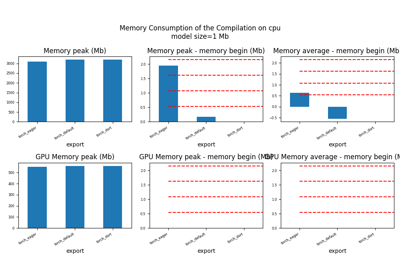 Memory Consumption of the Compilation on cpu
model size=1 Mb
Memory peak (Mb)
Memory peak - memory begin (Mb)
Memory average - memory begin (Mb)
3000
2500
2000
1500
1000
500
0
2.0
1.5
1.0
0.5
0.0
2.0
1.5
1.0
0.5
0.0
-0.5
torch_eager
torch_default
torch_dort
torch_eager
torch_default
torch_dort
torch_eager
torch_default
torch_dort
export
export
export
GPU Memory peak (Mb)
GPU Memory peak - memory begin (Mb)
GPU Memory average - memory begin (M
500
400
300
200
100
0
2.0
1.5
1.0
0.5
0.0
2.0
1.5
1.0
0.5
0.0
torch_eager
torch_default
torch_dort
torch_eager
torch_default
torch_dort
torch_eager
torch_default
torch_dort
export
export
export